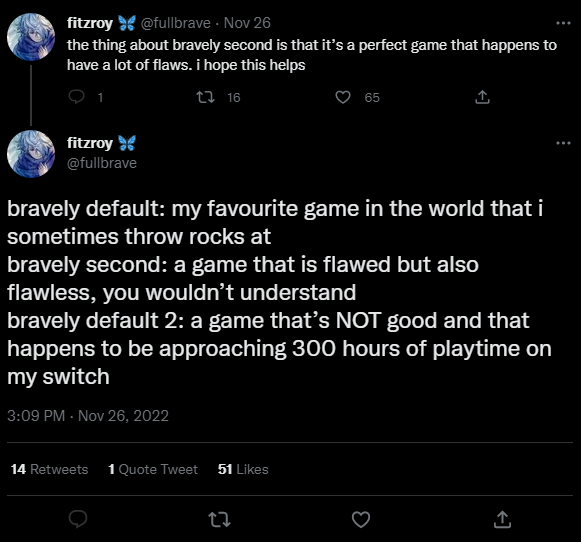 fitzroy 🦋 @fullbrave · Nov 26
the thing about bravely second is that it's a perfect game that happens to
have a lot of flaws. i hope this helps
1 16 65
fitzroy 🦋
@fullbrave
bravely default: my favourite game in the world that i
sometimes throw rocks at
bravely second: a game that is flawed but also
flawless, you wouldn't understand
bravely default 2: a game that's NOT good and that
happens to be approaching 300 hours of playtime on
my switch
3:09 PM · Nov 26, 2022
14 Retweets 1 Quote Tweet 51 Likes